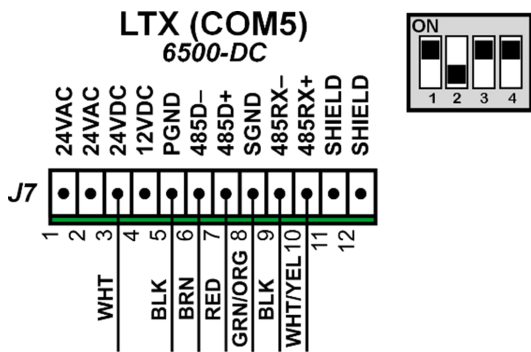 LTX (COM5)
6500-DC
ON
1 2 3 4
24VAC
24VAC
24VDC
12VDC
PGND
485D–
485D+
SGND
485RX–
485RX+
SHIELD
SHIELD
J7
1 2 3 4 5 6 7 8 9 10 11 12
WHT
BLK
BRN
RED
GRN/ORG
BLK
WHT/YEL